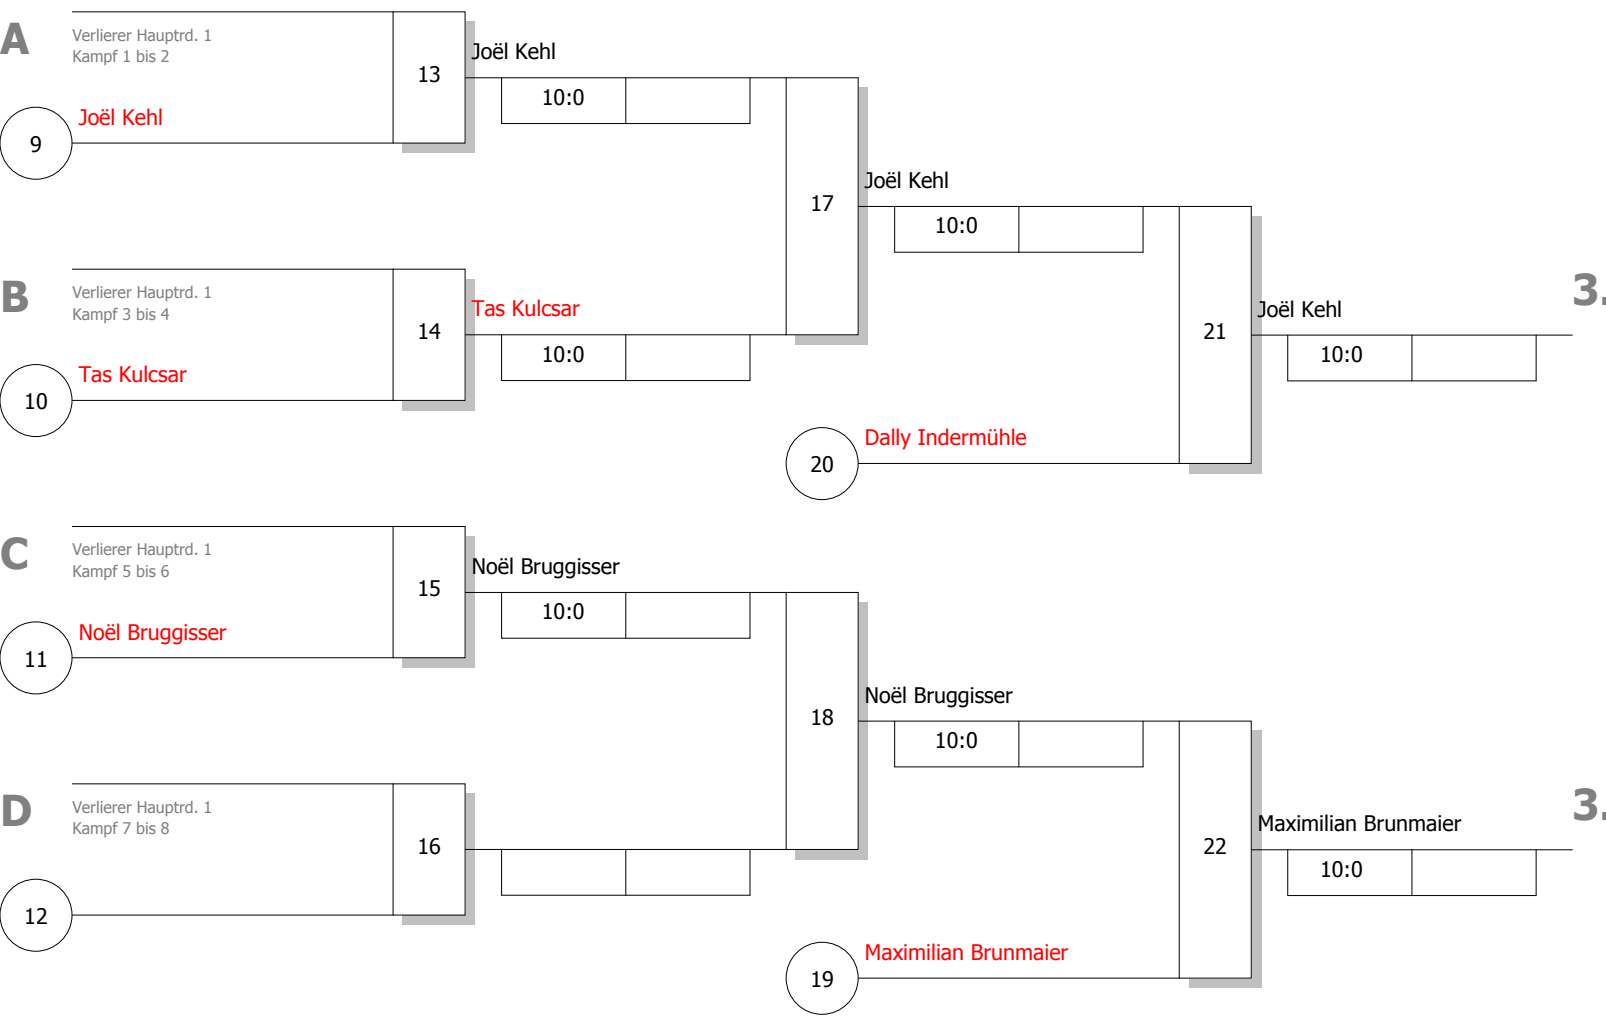 A
Verlierer Hauptrd. 1
Kampf 1 bis 2
13
Joël Kehl
10:0
Joël Kehl
9
17
Joël Kehl
10:0
B
Verlierer Hauptrd. 1
Kampf 3 bis 4
14
Tas Kulcsar
10:0
Tas Kulcsar
10
21
Joël Kehl
10:0
3.
Dally Indermühle
20
C
Verlierer Hauptrd. 1
Kampf 5 bis 6
15
Noël Bruggisser
10:0
Noël Bruggisser
11
18
Noël Bruggisser
10:0
D
Verlierer Hauptrd. 1
Kampf 7 bis 8
16
12
22
Maximilian Brunmaier
10:0
3.
Maximilian Brunmaier
19